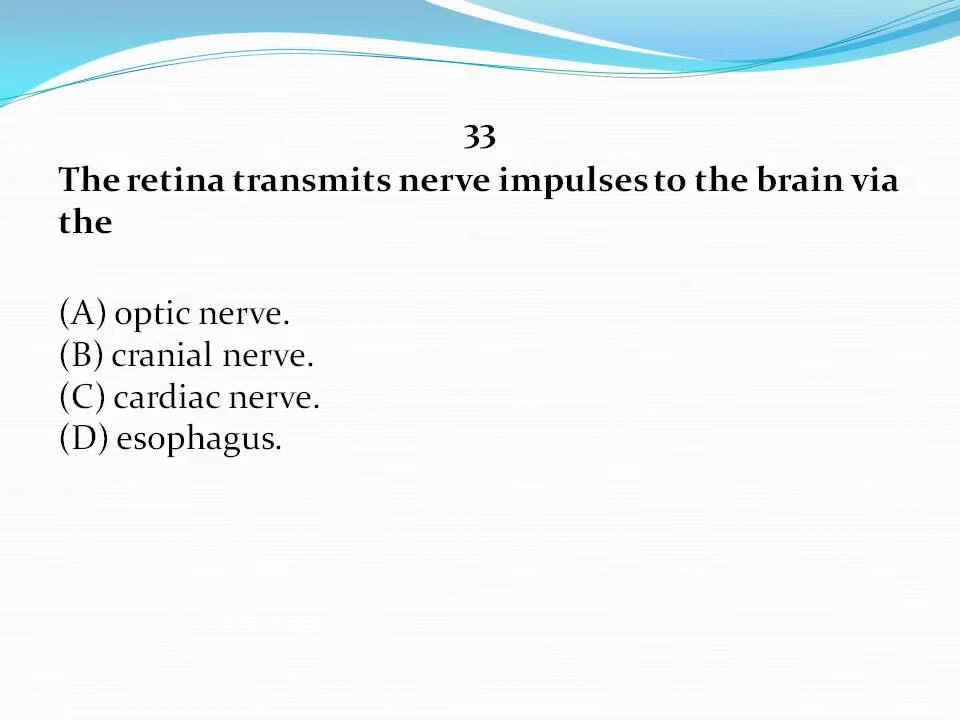 33
The retina transmits nerve impulses to the brain via
the
(A) optic nerve.
(B) cranial nerve.
(C) cardiac nerve.
(D) esophagus.